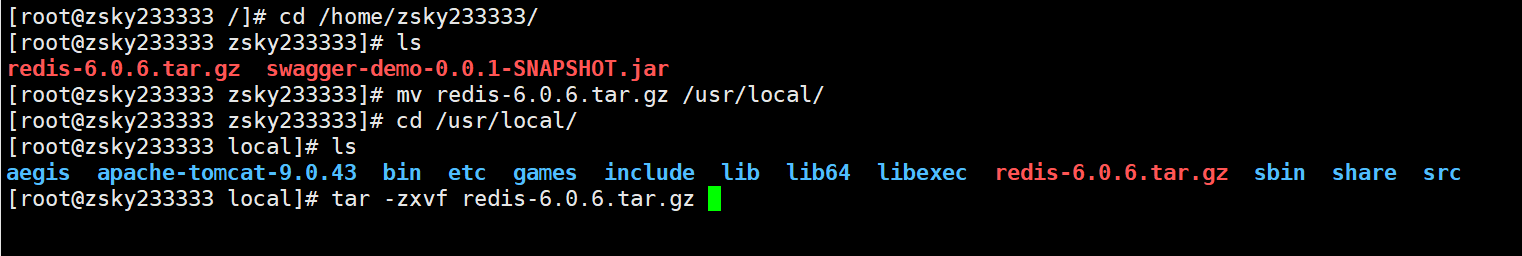 [root@zsky233333 /]# cd /home/zsky233333/
[root@zsky233333 zsky233333]# ls
redis-6.0.6.tar.gz  swagger-demo-0.0.1-SNAPSHOT.jar
[root@zsky233333 zsky233333]# mv redis-6.0.6.tar.gz /usr/local/
[root@zsky233333 zsky233333]# cd /usr/local/
[root@zsky233333 local]# ls
aegis  apache-tomcat-9.0.43  bin  etc  games  include  lib  lib64  libexec  redis-6.0.6.tar.gz  sbin  share  src
[root@zsky233333 local]# tar -zxvf redis-6.0.6.tar.gz